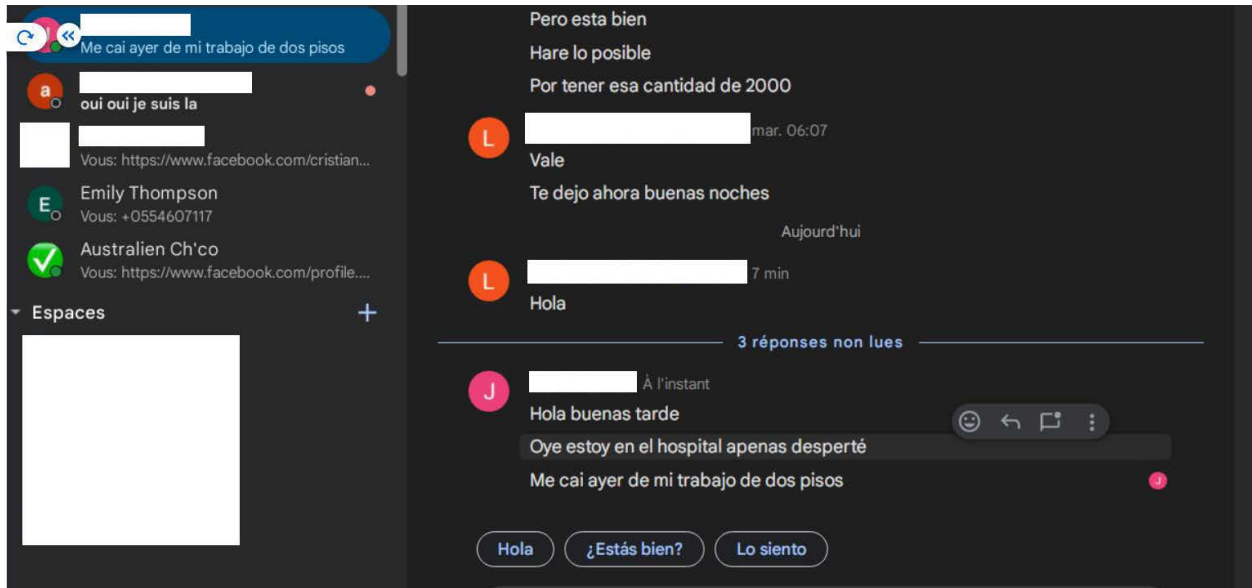 Me cai ayer de mi trabajo de dos pisos
a
oui oui je suis la
Vous: https://www.facebook.com/cristian...
E
Emily Thompson
Vous: +0554607117
Australien Ch'co
Vous: https://www.facebook.com/profile....
Espaces
Pero esta bien
Hare lo posible
Por tener esa cantidad de 2000
L
mar. 06:07
Vale
Te dejo ahora buenas noches
Aujourd'hui
L
7 min
Hola
3 réponses non lues
J
À l'instant
Hola buenas tarde
Oye estoy en el hospital apenas desperté
Me cai ayer de mi trabajo de dos pisos
J
Hola
¿Estás bien?
Lo siento